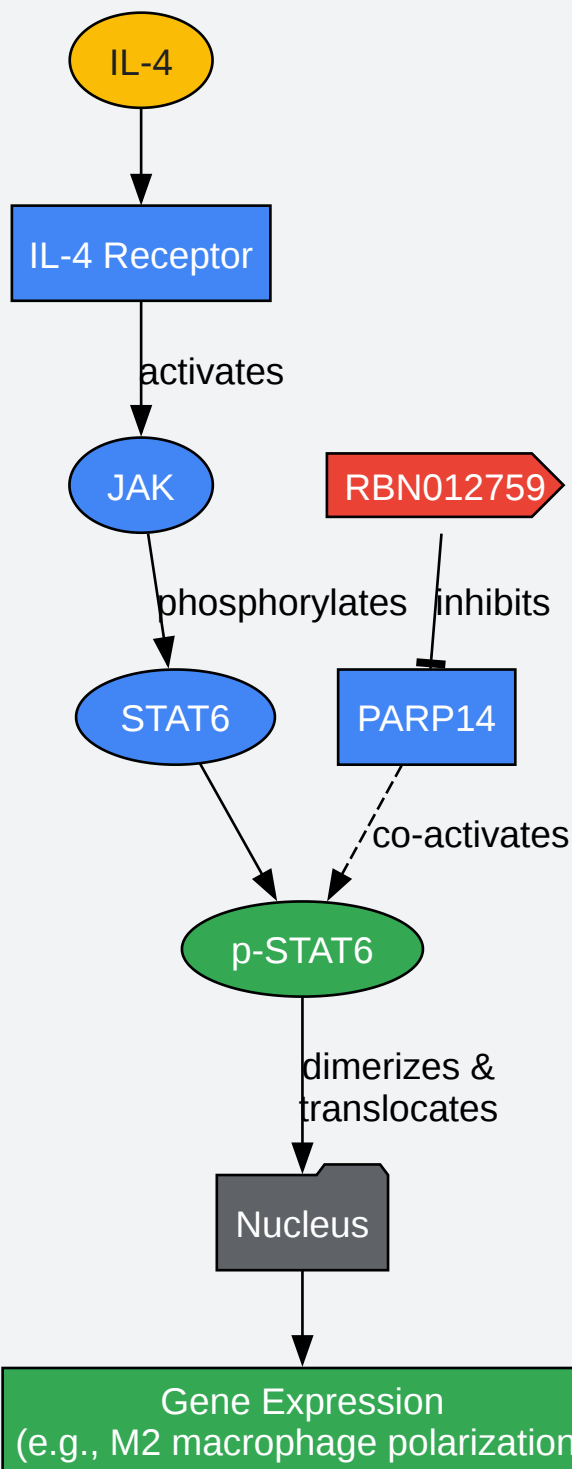 IL-4
IL-4 Receptor
activates
JAK
RBN012759
phosphorylates
inhibits
STAT6
PARP14
co-activates
p-STAT6
dimerizes &
translocates
Nucleus
Gene Expression
(e.g., M2 macrophage polarization